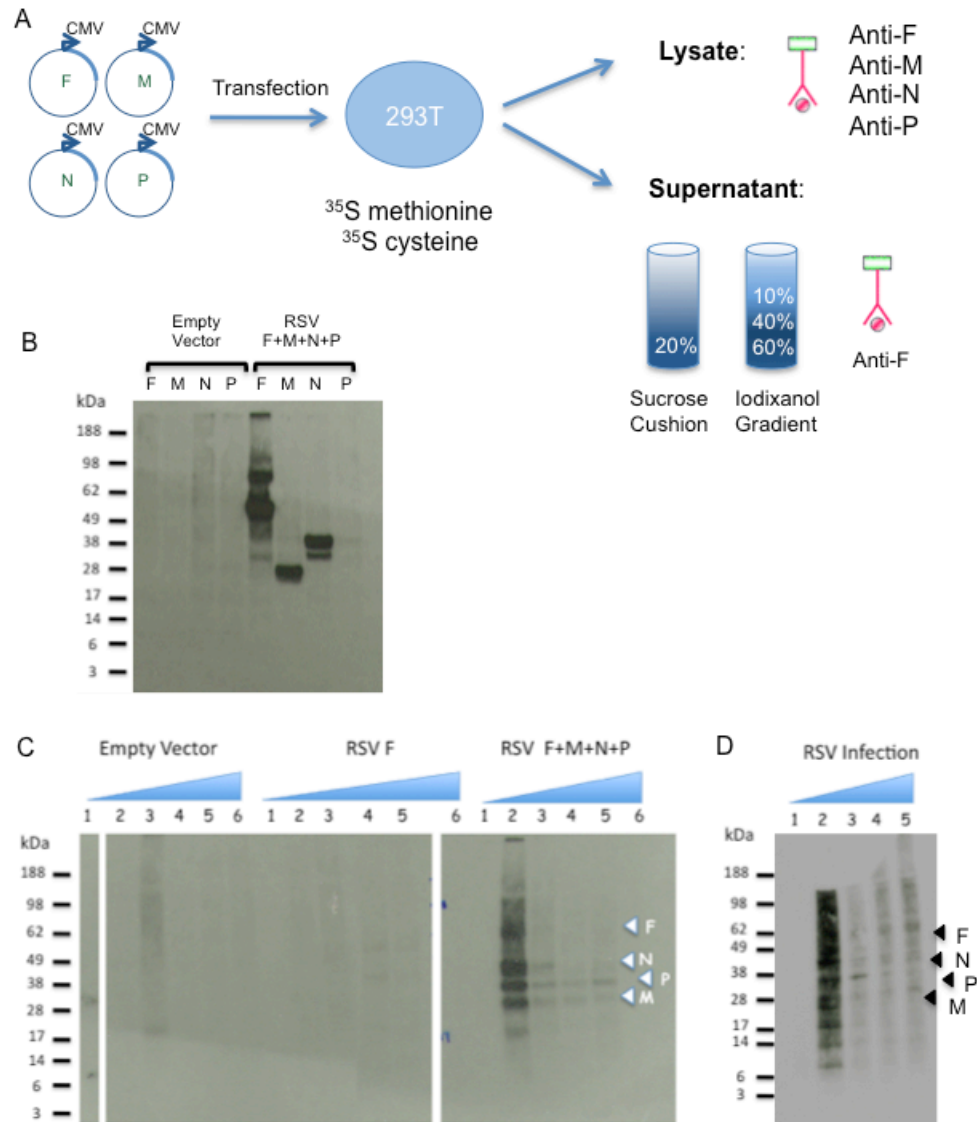 A
CMV
CMV
F
M
CMV
CMV
N
P
Transfection
293T
³⁵S methionine
³⁵S cysteine
Lysate:
Anti-F
Anti-M
Anti-N
Anti-P
Supernatant:
20%
10%
40%
60%
Anti-F
Sucrose
Cushion
Iodixanol
Gradient
B
Empty
Vector
RSV
F+M+N+P
F M N P F M N P
kDa
188
98
62
49
38
28
17
14
6
3
C
Empty Vector
RSV F
RSV F+M+N+P
1 2 3 4 5 6 1 2 3 4 5 6 1 2 3 4 5 6
kDa
188
98
62
49
38
28
17
14
6
3
F
N
P
M
D
RSV Infection
1 2 3 4 5
kDa
188
98
62
49
38
28
17
14
6
3
F
N
P
M